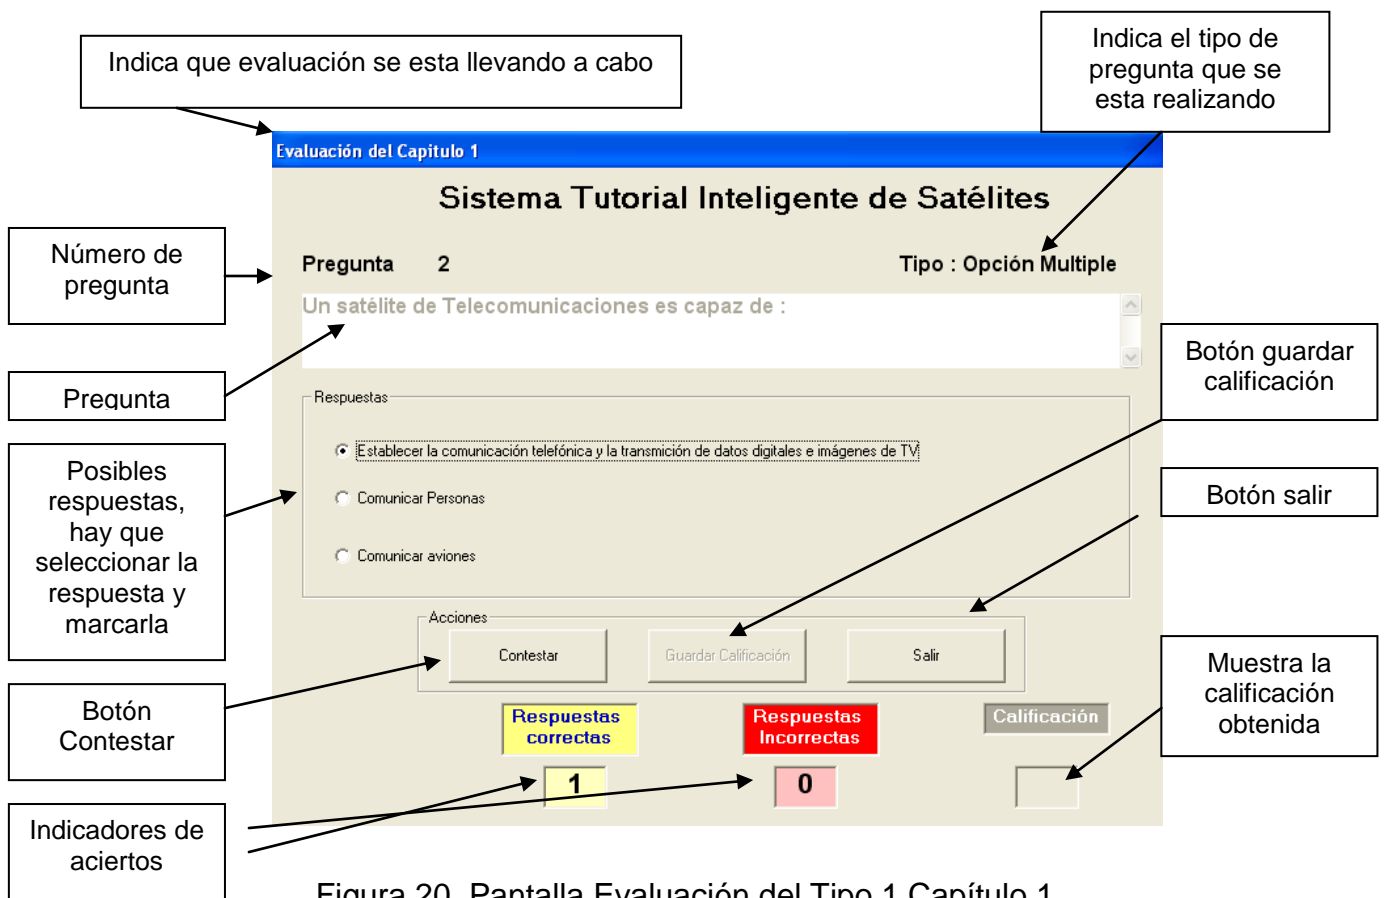 Indica que evaluación se esta llevando a cabo
Indica el tipo de
pregunta que se
esta realizando
Evaluación del Capitulo 1
Sistema Tutorial Inteligente de Satélites
Número de
pregunta
Pregunta 2
Tipo : Opción Multiple
Un satélite de Telecomunicaciones es capaz de :
Botón guardar
calificación
Pregunta
Respuestas
Establecer la comunicación telefónica y la transmición de datos digitales e imágenes de TV
Comunicar Personas
Comunicar aviones
Posibles
respuestas,
hay que
seleccionar la
respuesta y
marcarla
Botón salir
Acciones
Contestar
Guardar Calificación
Salir
Muestra la
calificación
obtenida
Botón
Contestar
Respuestas
correctas
Respuestas
Incorrectas
Calificación
1
0
Indicadores de
aciertos
Figura 20. Pantalla Evaluación del Tipo 1 Capítulo 1